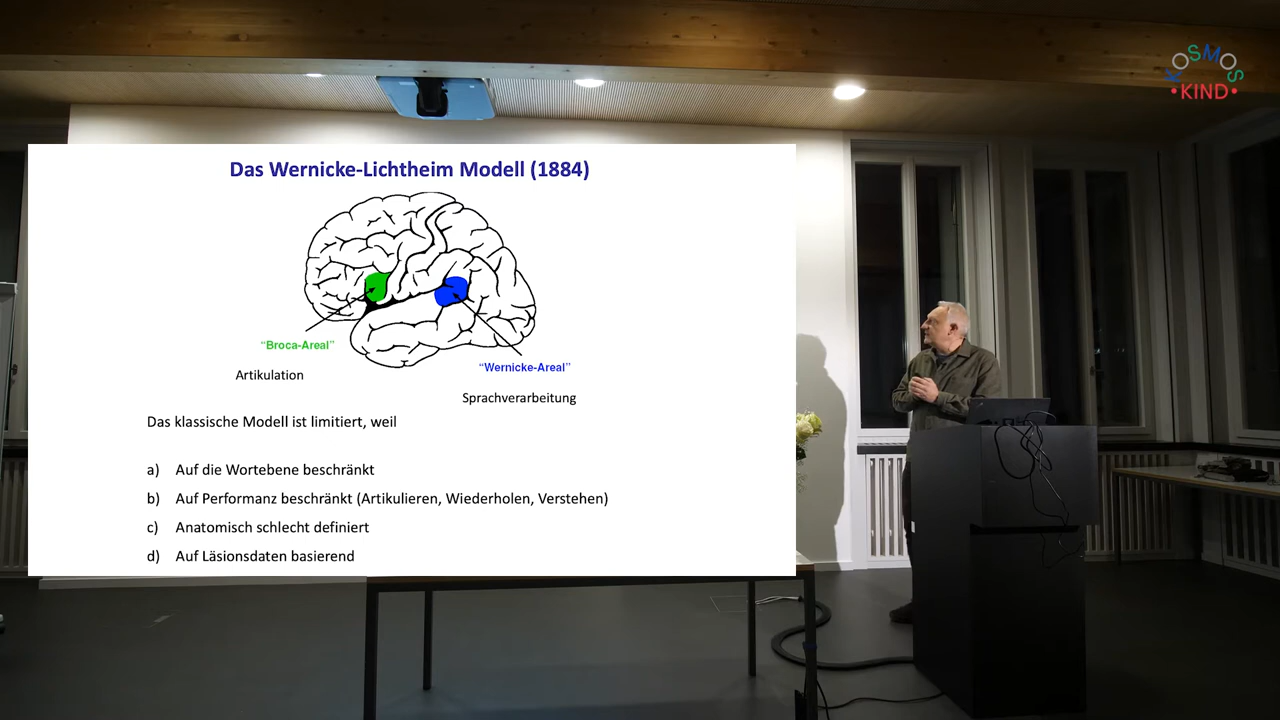 KOSMOS
•KIND•
Das Wernicke-Lichtheim Modell (1884)
“Broca-Areal”
“Wernicke-Areal”
Artikulation
Sprachverarbeitung
Das klassische Modell ist limitiert, weil
a) Auf die Wortebene beschränkt
b) Auf Performanz beschränkt (Artikulieren, Wiederholen, Verstehen)
c) Anatomisch schlecht definiert
d) Auf Läsionsdaten basierend